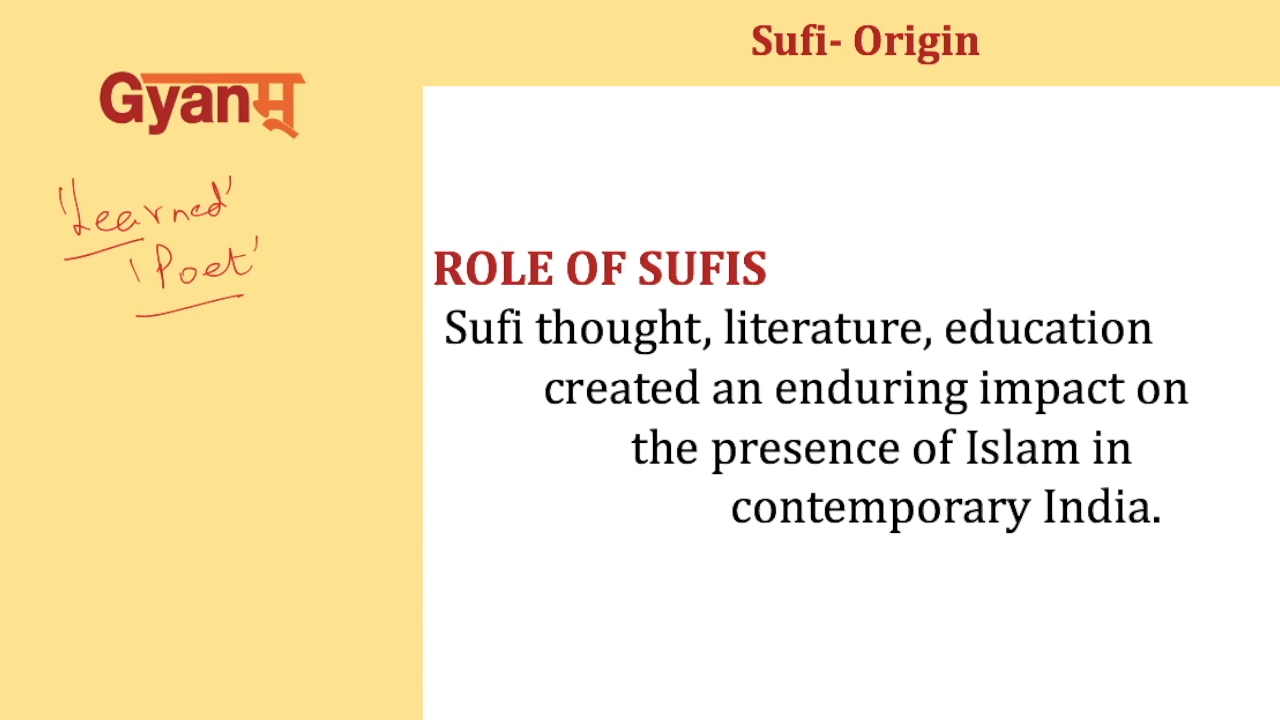 Sufi- Origin
Gyanम्
'Learned'
'Poet'
ROLE OF SUFIS
Sufi thought, literature, education
created an enduring impact on
the presence of Islam in
contemporary India.